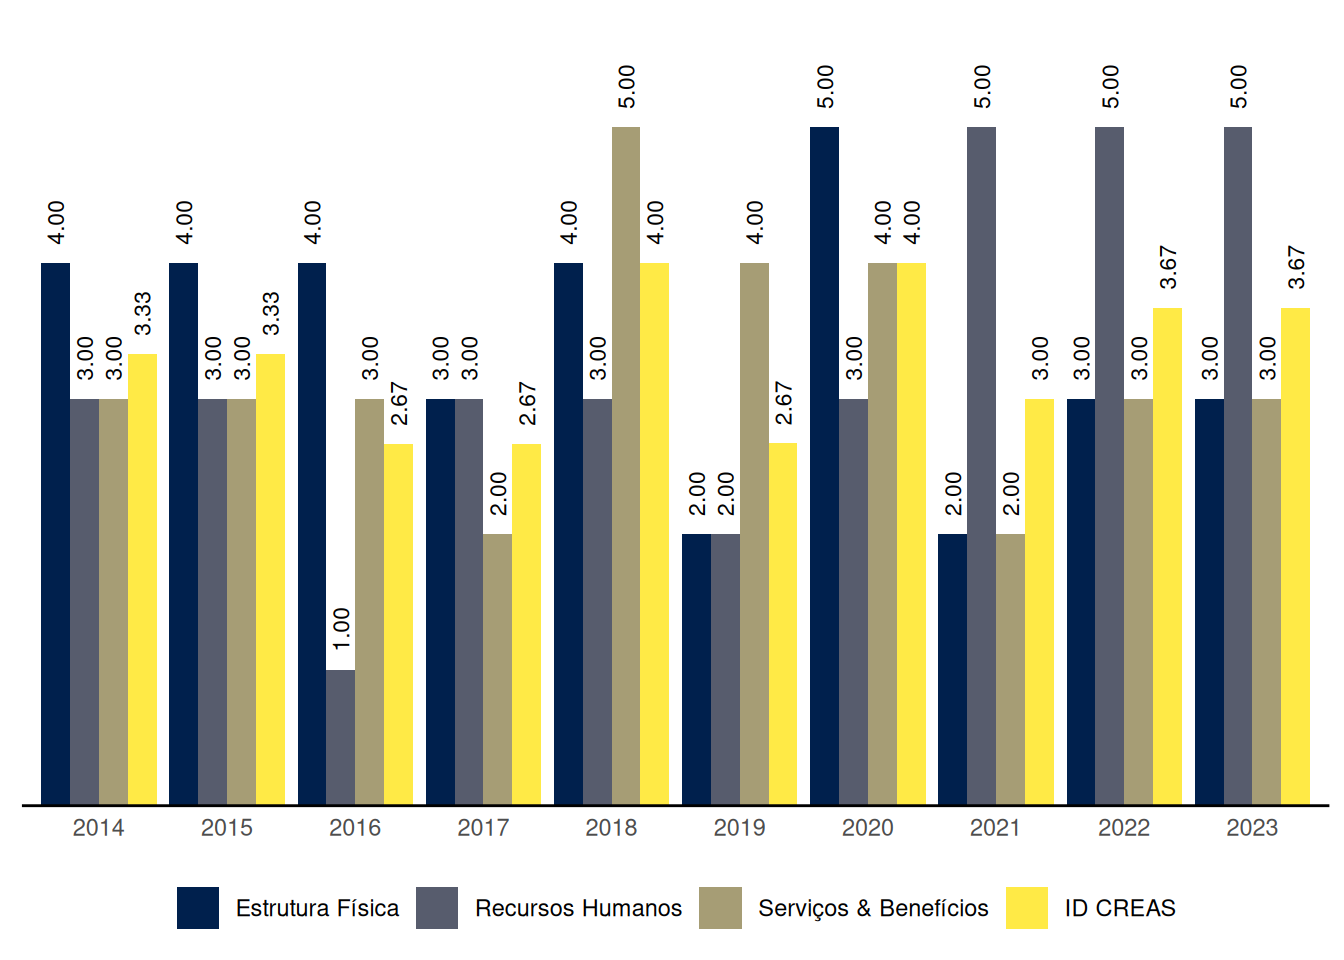 4.00 3.00 3.00 3.33
4.00 3.00 3.00 3.33
4.00 1.00 3.00 2.67
3.00 3.00 2.00 2.67
4.00 3.00 5.00 4.00
2.00 2.00 4.00 2.67
5.00 3.00 4.00 4.00
2.00 5.00 2.00 3.00
3.00 5.00 3.00 3.67
3.00 5.00 3.00 3.67
2014 2015 2016 2017 2018 2019 2020 2021 2022 2023
Estrutura Física Recursos Humanos Serviços & Benefícios ID CREAS